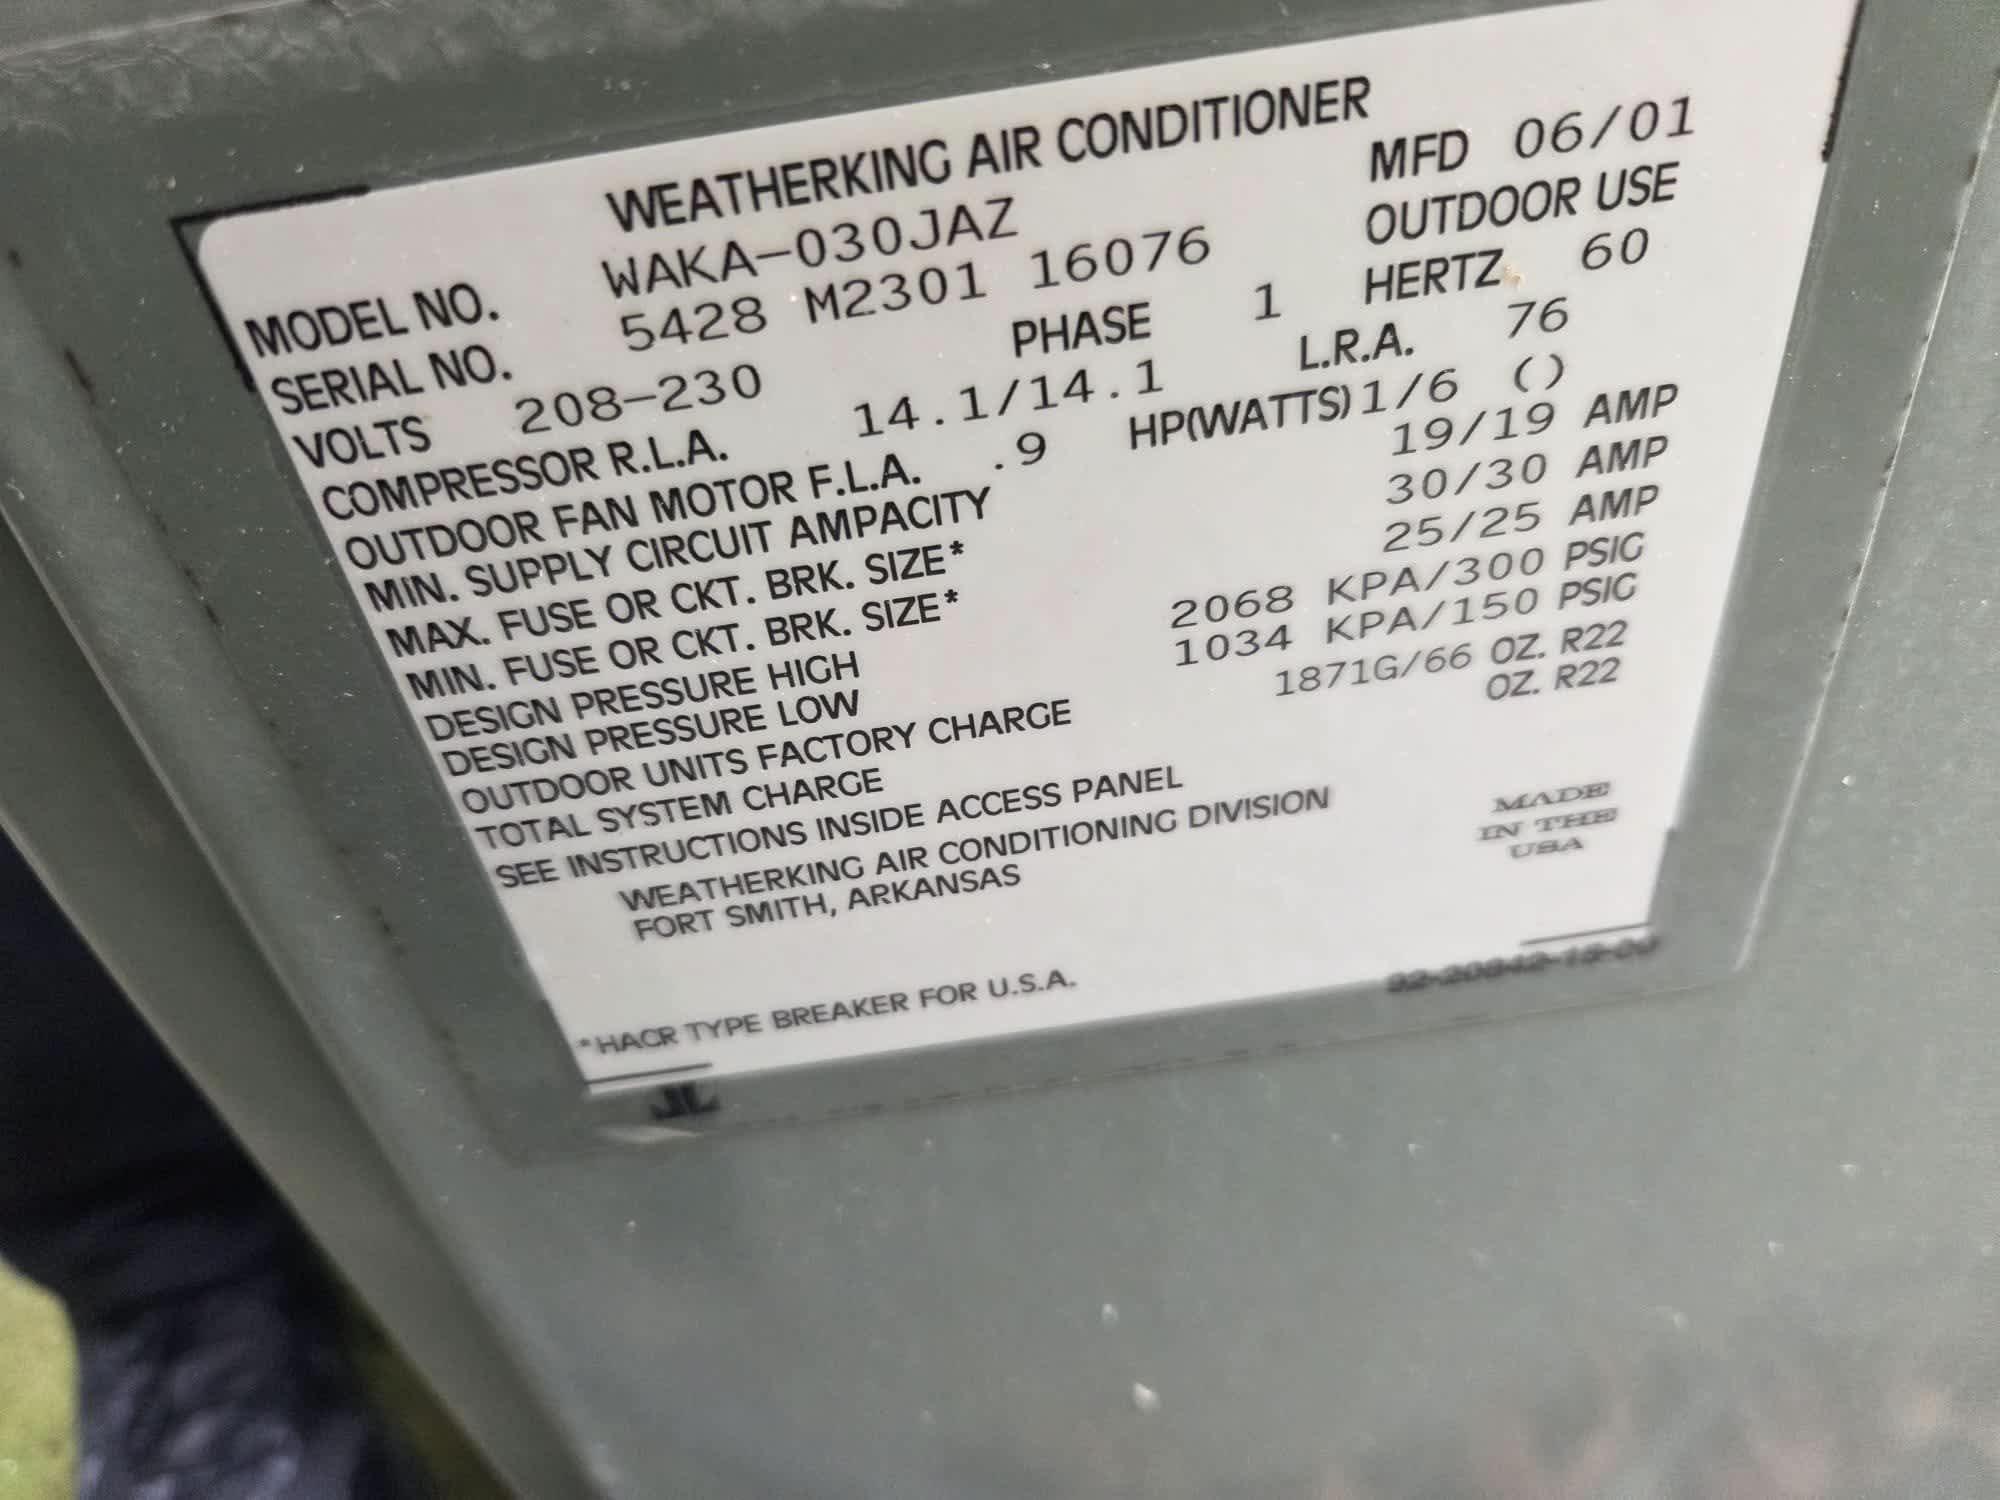 WEATHERKING AIR CONDITIONER
MODEL NO. WAKA-030JAZ MFD 06/01
SERIAL NO. 5428 M2301 16076 OUTDOOR USE
VOLTS 208-230 PHASE 1 HERTZ 60
COMPRESSOR R.L.A. 14.1/14.1 L.R.A. 76
OUTDOOR FAN MOTOR F.L.A. .9 HP(WATTS) 1/6 ()
MIN. SUPPLY CIRCUIT AMPACITY 19/19 AMP
MAX. FUSE OR CKT. BRK. SIZE* 30/30 AMP
MIN. FUSE OR CKT. BRK. SIZE* 25/25 AMP
DESIGN PRESSURE HIGH 2068 KPA/300 PSIG
DESIGN PRESSURE LOW 1034 KPA/150 PSIG
OUTDOOR UNITS FACTORY CHARGE 1871G/66 OZ. R22
TOTAL SYSTEM CHARGE OZ. R22
SEE INSTRUCTIONS INSIDE ACCESS PANEL
WEATHERKING AIR CONDITIONING DIVISION
FORT SMITH, ARKANSAS
MADE
IN THE
USA
*HACR TYPE BREAKER FOR U.S.A.